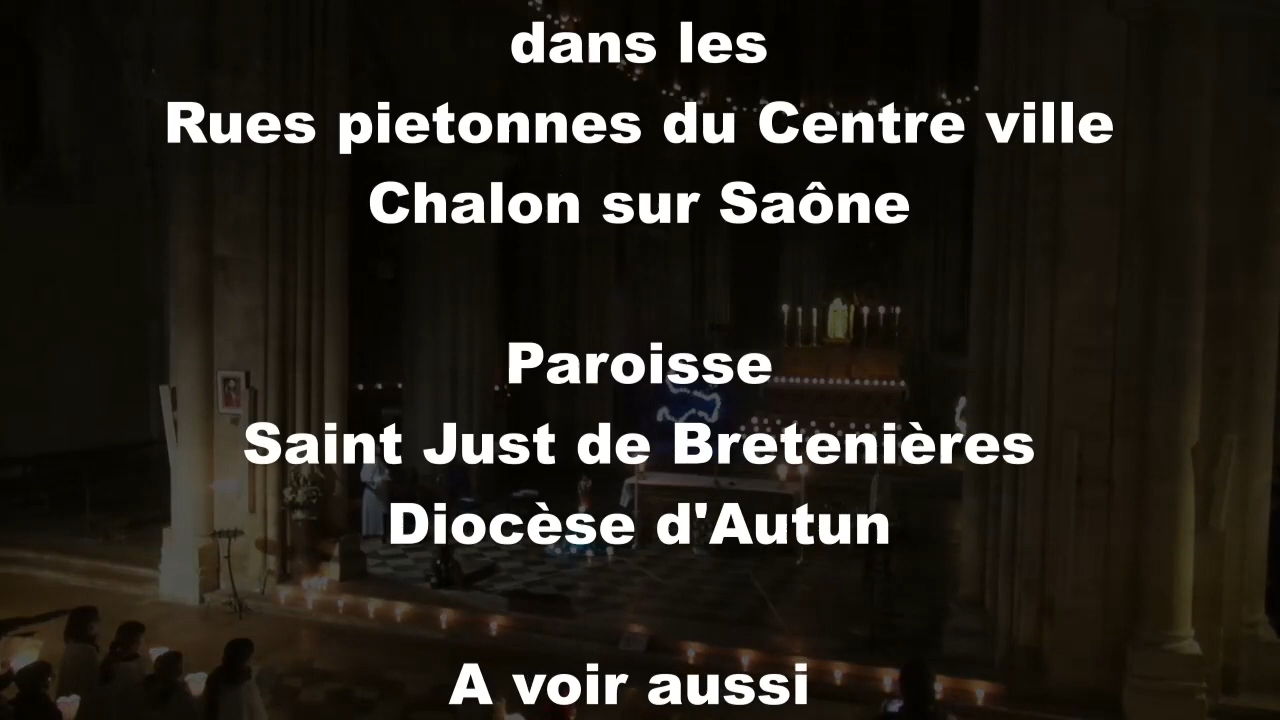 dans les
Rues pietonnes du Centre ville
Chalon sur Saône
Paroisse
Saint Just de Bretenières
Diocèse d'Autun
A voir aussi